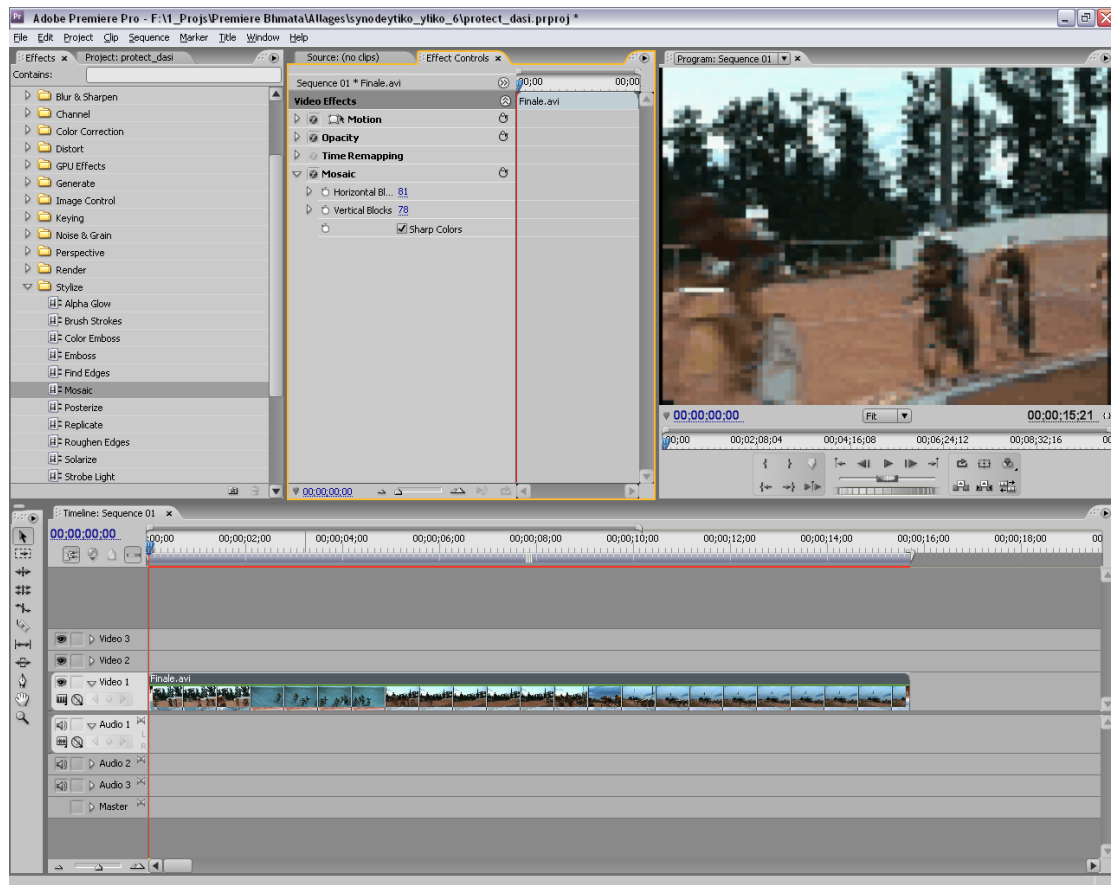 Adobe Premiere Pro - F:\1_Projs\Premiere Bhmata\Allages\synodeytiko_yliko_6\protect_dasi.prproj *
File Edit Project Clip Sequence Marker Title Window Help
Effects x Project: protect_dasi
Contains:
Blur & Sharpen
Channel
Color Correction
Distort
GPU Effects
Generate
Image Control
Keying
Noise & Grain
Perspective
Render
Stylize
Alpha Glow
Brush Strokes
Color Emboss
Emboss
Find Edges
Mosaic
Posterize
Replicate
Roughen Edges
Solarize
Strobe Light
Source: (no clips) Effect Controls x
Sequence 01 * Finale.avi 00;00 00;00
Video Effects Finale.avi
Motion
Opacity
Time Remapping
Mosaic
Horizontal Bl... 81
Vertical Blocks 78
Sharp Colors
00;00;00;00
Program: Sequence 01 x
00;00;00;00 Fit 00;00;15;21
00;00 00;02;08;04 00;04;16;08 00;06;24;12 00;08;32;16 00
Timeline: Sequence 01 x
00;00;00;00 00;00 00;00;02;00 00;00;04;00 00;00;06;00 00;00;08;00 00;00;10;00 00;00;12;00 00;00;14;00 00;00;16;00 00;00;18;00 00
Video 3
Video 2
Video 1 Finale.avi
Audio 1
L
R
Audio 2
Audio 3
Master